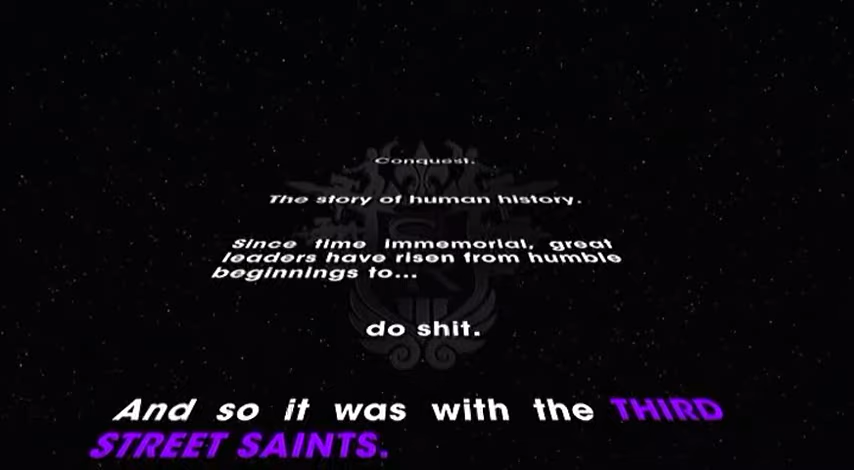 Conquest.
The story of human history.
Since time immemorial, great
leaders have risen from humble
beginnings to...
do shit.
And so it was with the THIRD
STREET SAINTS.